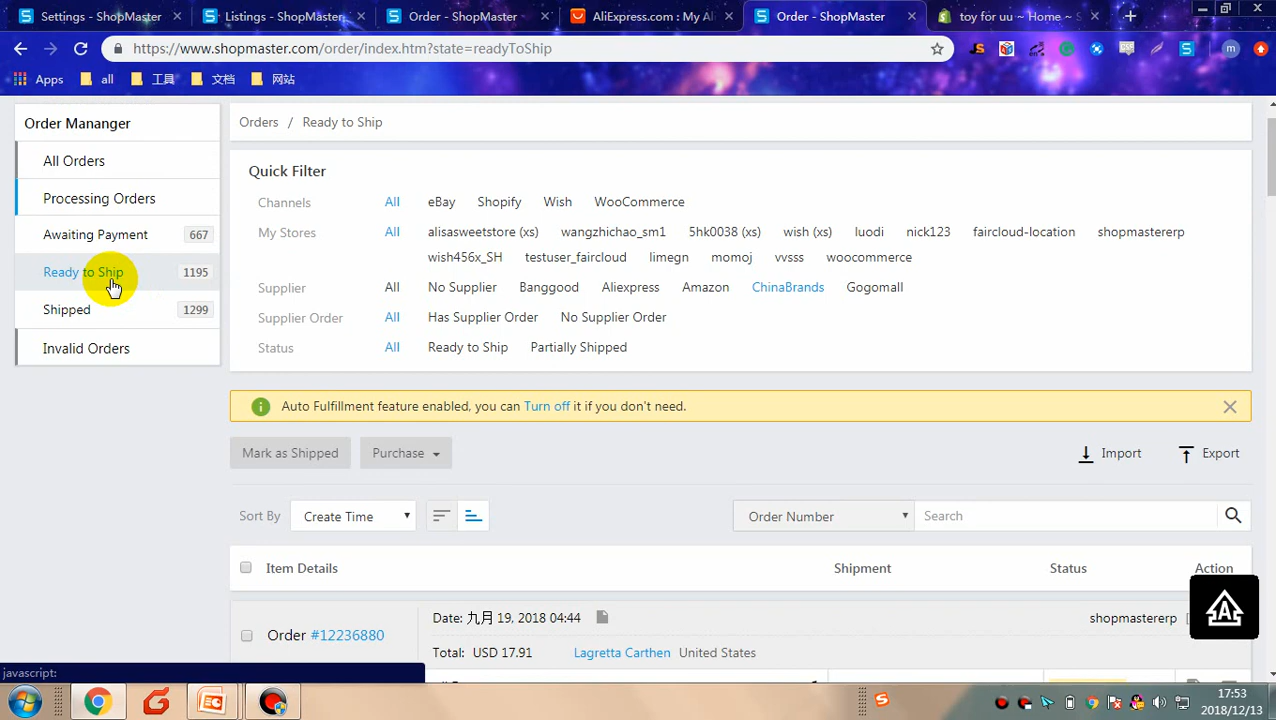 Settings - ShopMaster
Listings - ShopMaster
Order - ShopMaster
AliExpress.com : My A
Order - ShopMaster
toy for uu ~ Home ~ S
https://www.shopmaster.com/order/index.htm?state=readyToShip
Apps all 工具 文档 网站
Order Mananger
All Orders
Processing Orders
Awaiting Payment 667
Ready to Ship 1195
Shipped 1299
Invalid Orders
Orders / Ready to Ship
Quick Filter
Channels All eBay Shopify Wish WooCommerce
My Stores All alisasweetstore (xs) wangzhichao_sm1 5hk0038 (xs) wish (xs) luodi nick123 faircloud-location shopmastererp
wish456x_SH testuser_faircloud limegn momoj vvsss woocommerce
Supplier All No Supplier Banggood Aliexpress Amazon ChinaBrands Gogomall
Supplier Order All Has Supplier Order No Supplier Order
Status All Ready to Ship Partially Shipped
Auto Fulfillment feature enabled, you can Turn off it if you don't need.
Mark as Shipped Purchase Import Export
Sort By Create Time Order Number Search
Item Details Shipment Status Action
Date: 九月 19, 2018 04:44 shopmastererp
Order #12236880
Total: USD 17.91 Lagretta Carthen United States
javascript:
17:53
2018/12/13